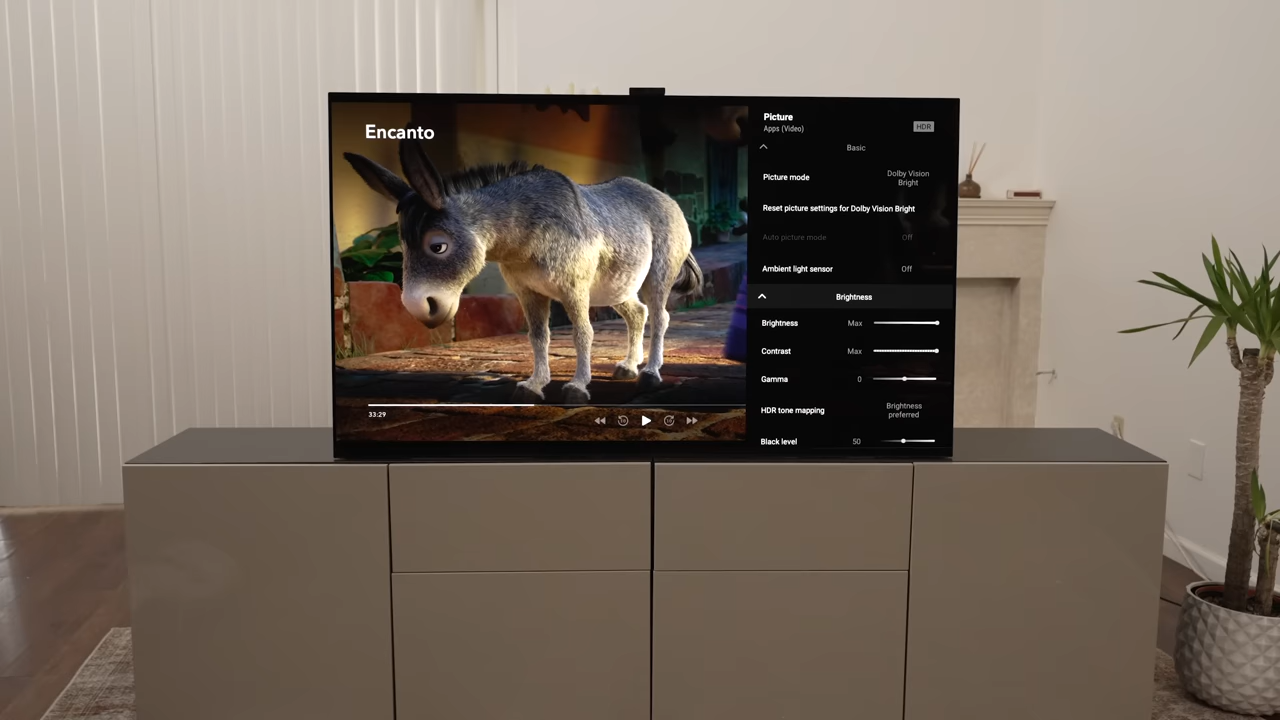 Encanto
33:29
10
10
Picture
Apps (Video)
HDR
Basic
Picture mode
Dolby Vision
Bright
Reset picture settings for Dolby Vision Bright
Auto picture mode
Off
Ambient light sensor
Off
Brightness
Brightness
Max
Contrast
Max
Gamma
0
HDR tone mapping
Brightness
preferred
Black level
50